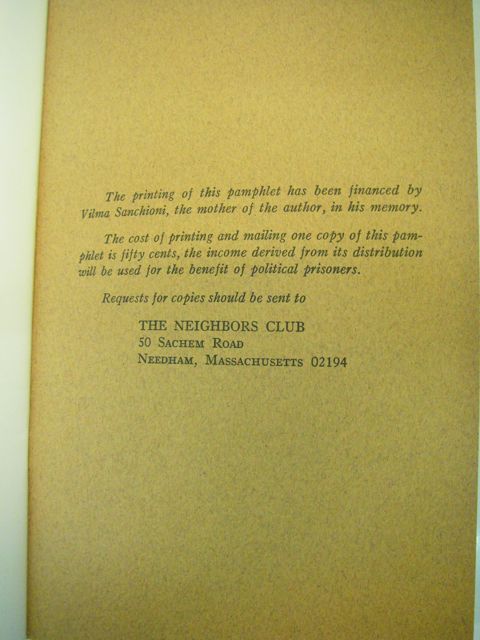 The printing of this pamphlet has been financed by
Vilma Sanchioni, the mother of the author, in his memory.
The cost of printing and mailing one copy of this pam-
phlet is fifty cents, the income derived from its distribution
will be used for the benefit of political prisoners.
Requests for copies should be sent to
THE NEIGHBORS CLUB
50 SACHEM ROAD
NEEDHAM, MASSACHUSETTS 02194